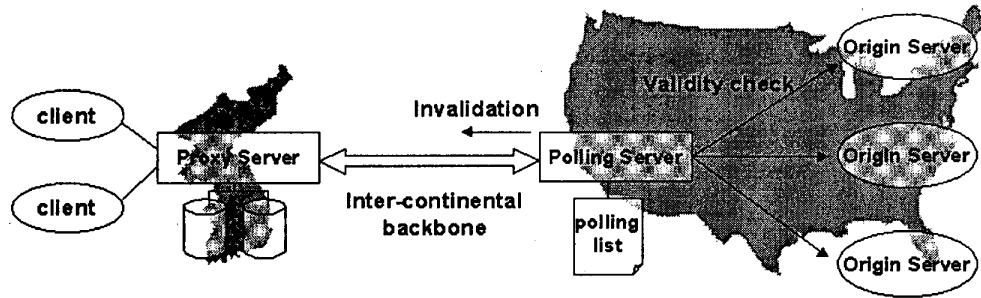 Origin Server
Validity check
client
Invalidation
Proxy Server
Polling Server
Origin Server
Inter-continental
backbone
client
polling
list
Origin Server